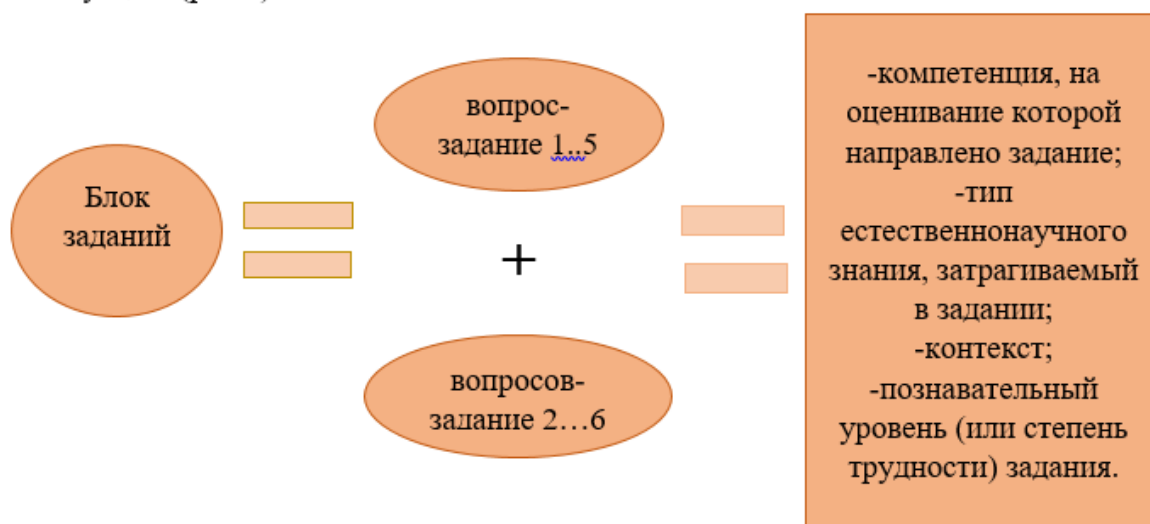 Блок
заданий
вопрос-
задание 1..5
+
вопросов-
задание 2…6
-компетенция, на
оценивание которой
направлено задание;
-тип
естественнонаучного
знания, затрагиваемый
в задании;
-контекст;
-познавательный
уровень (или степень
трудности) задания.